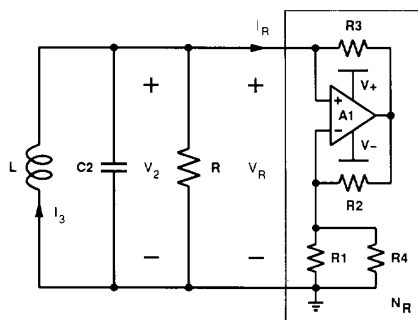 I_R
R3
+
+
+
V+
A1
−
L
C2
V_2
R
V_R
V−
R2
I_3
−
−
R1
R4
N_R